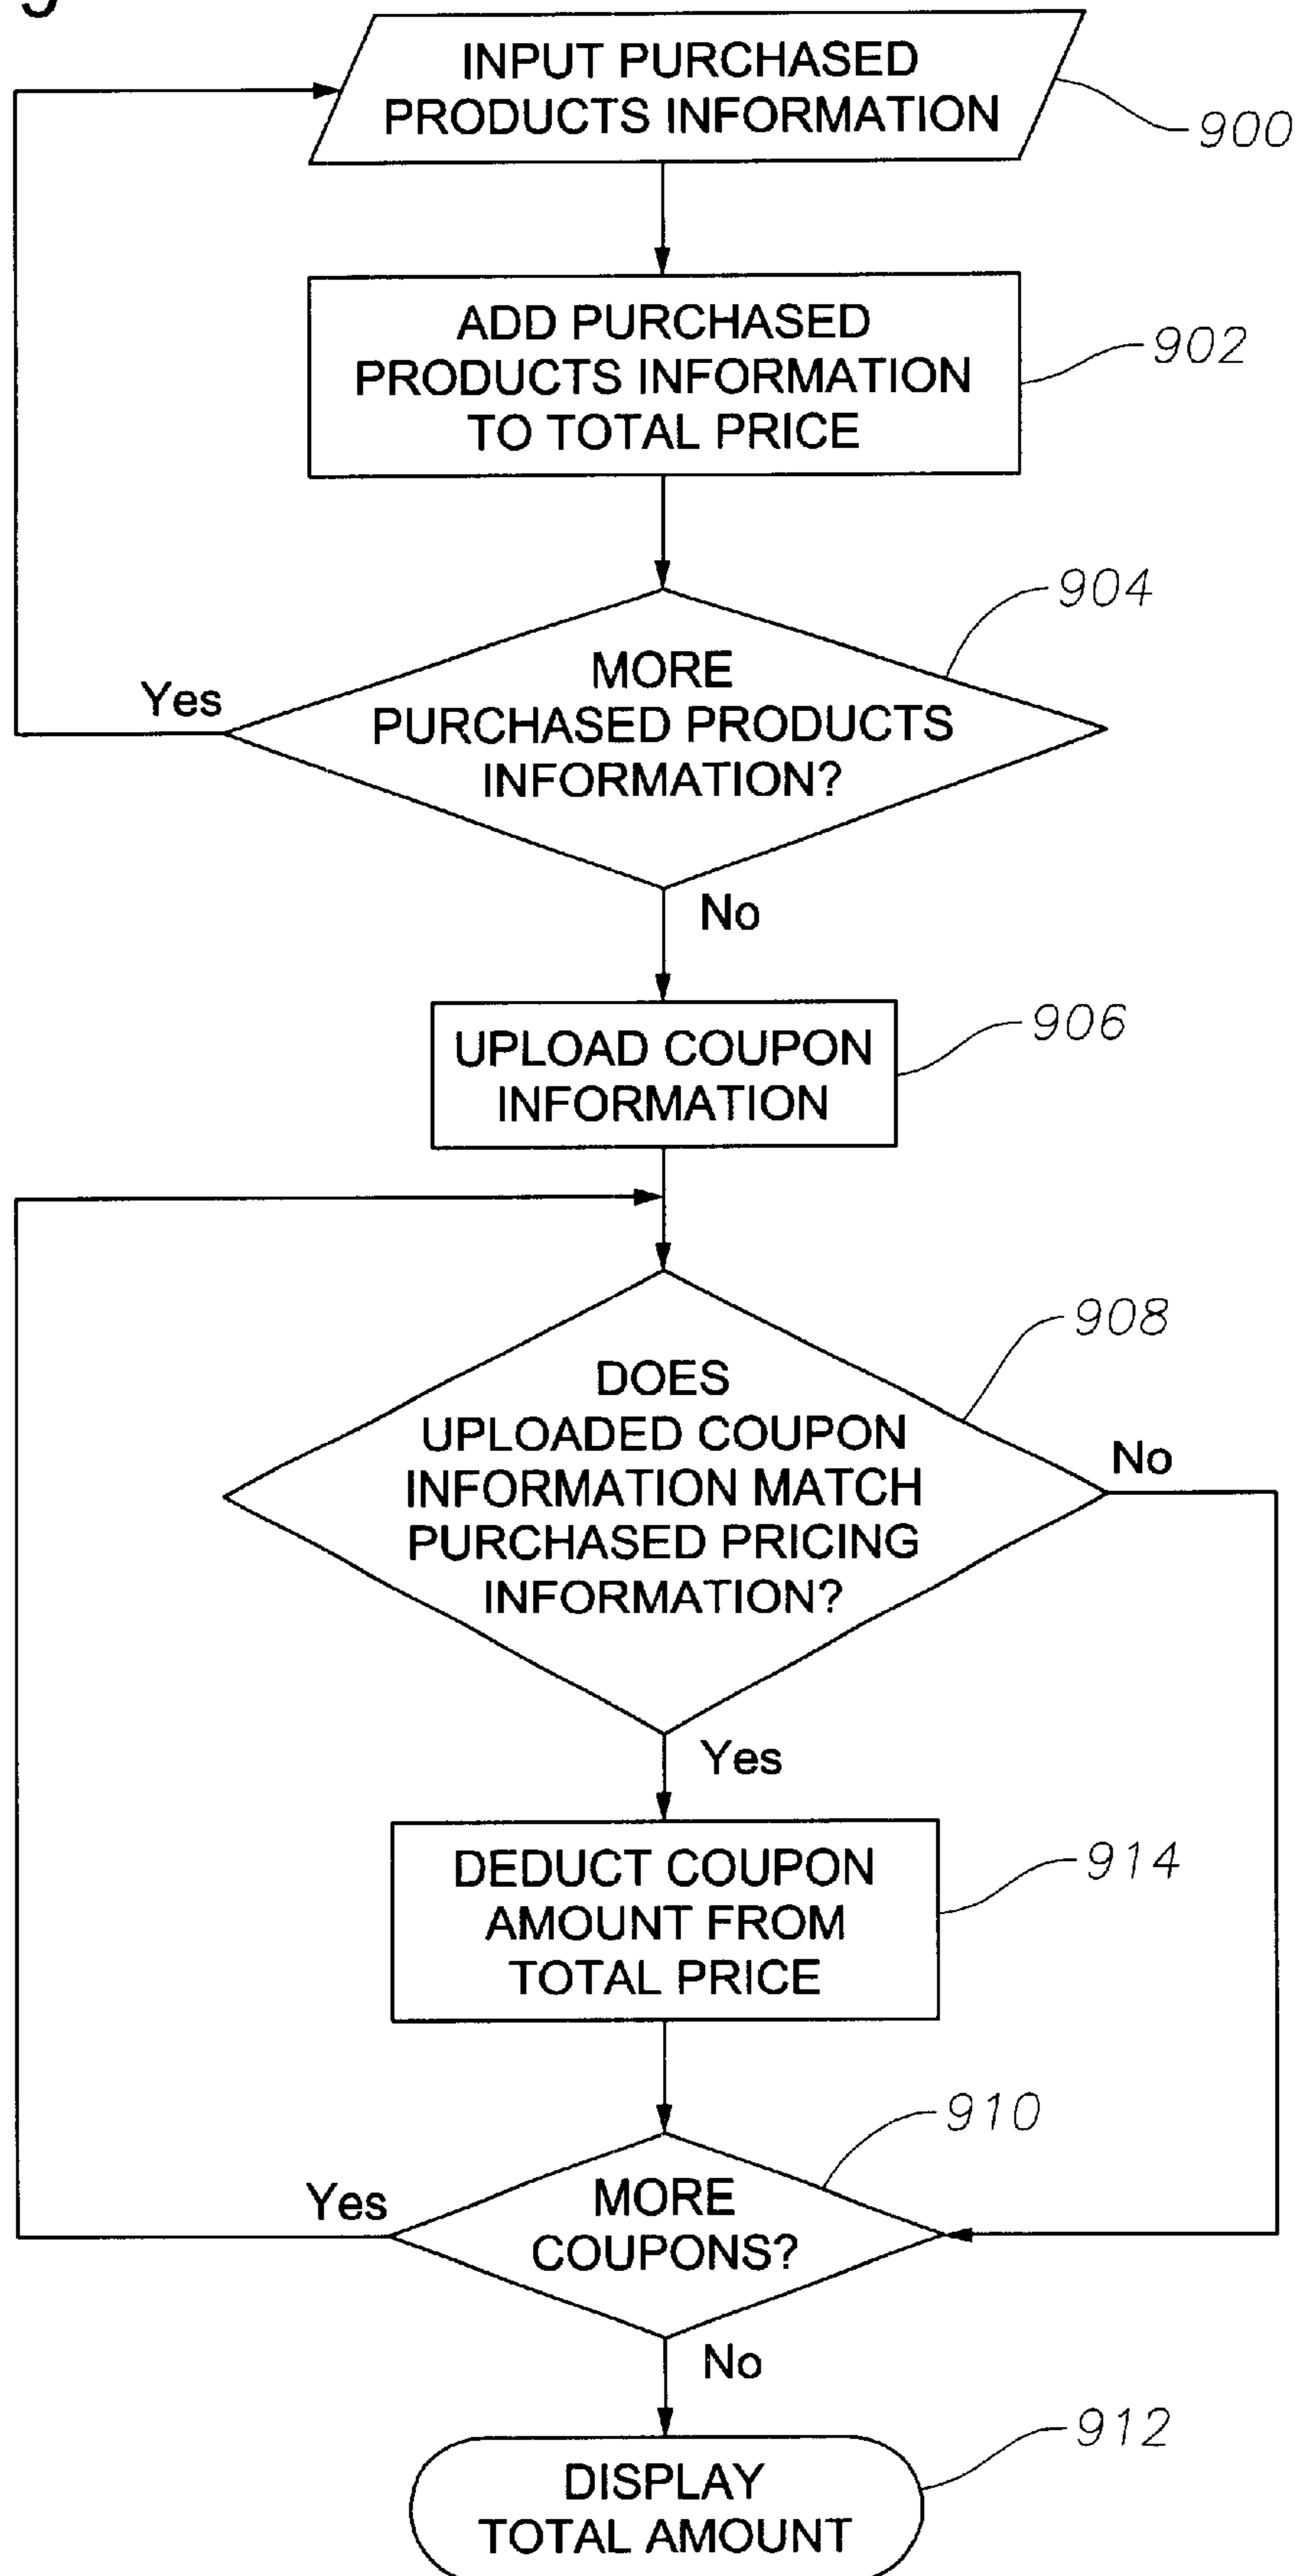 INPUT PURCHASED
PRODUCTS INFORMATION
900
ADD PURCHASED
PRODUCTS INFORMATION
TO TOTAL PRICE
902
904
MORE
PURCHASED PRODUCTS
INFORMATION?
Yes
No
UPLOAD COUPON
INFORMATION
906
908
DOES
UPLOADED COUPON
INFORMATION MATCH
PURCHASED PRICING
INFORMATION?
No
Yes
DEDUCT COUPON
AMOUNT FROM
TOTAL PRICE
914
910
MORE
COUPONS?
Yes
No
912
DISPLAY
TOTAL AMOUNT